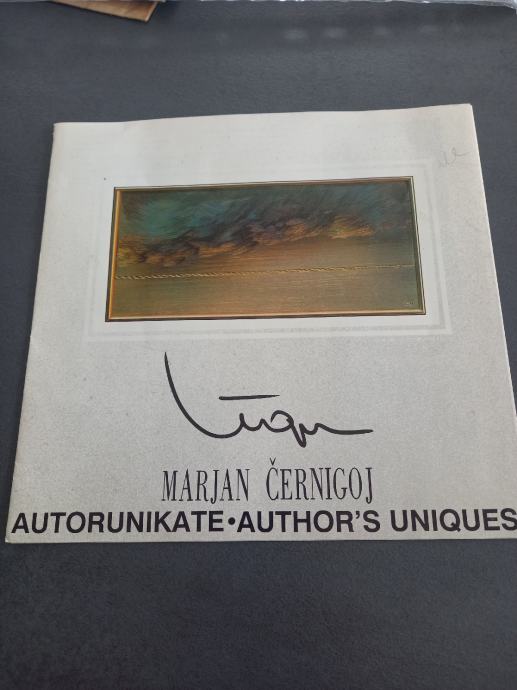 MARJAN ČERNIGOJ
AUTORUNIKATE•AUTHOR'S UNIQUES